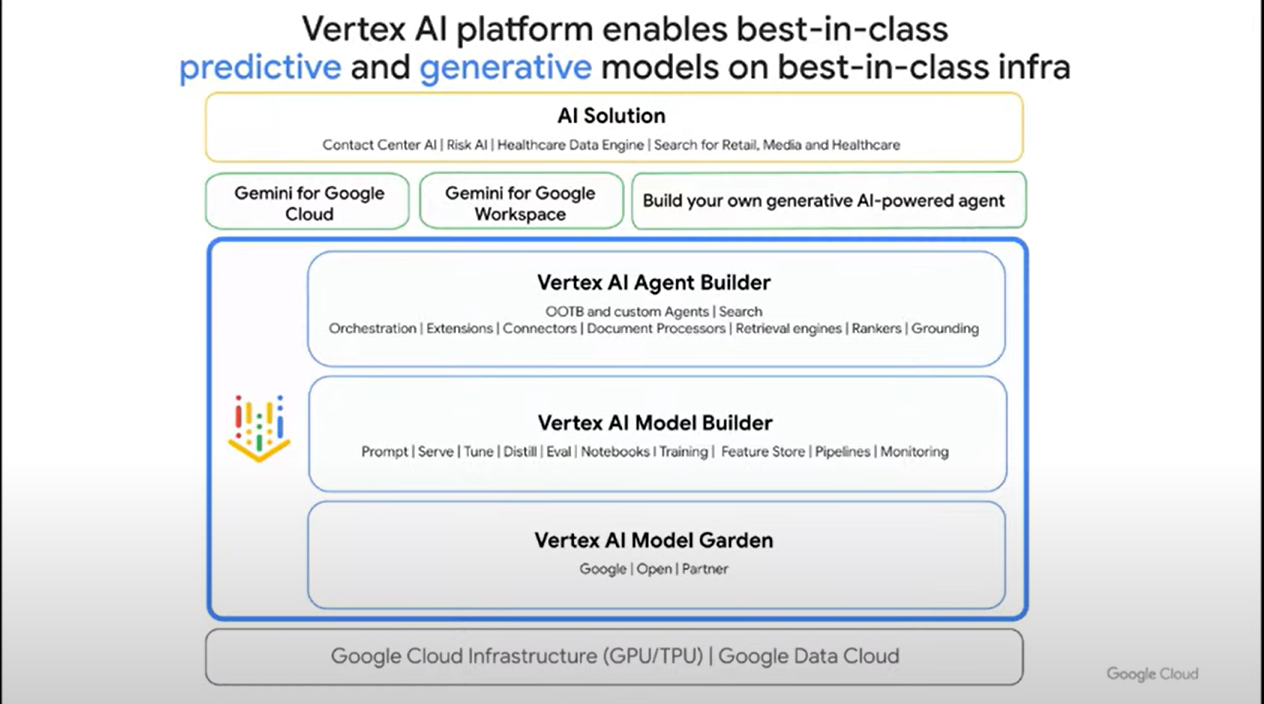 Vertex AI platform enables best-in-class
predictive and generative models on best-in-class infra
AI Solution
Contact Center AI | Risk AI | Healthcare Data Engine | Search for Retail, Media and Healthcare
Gemini for Google
Cloud
Gemini for Google
Workspace
Build your own generative AI-powered agent
Vertex AI Agent Builder
OOTB and custom Agents | Search
Orchestration | Extensions | Connectors | Document Processors | Retrieval engines | Rankers | Grounding
Vertex AI Model Builder
Prompt | Serve | Tune | Distill | Eval | Notebooks I Training | Feature Store | Pipelines | Monitoring
Vertex AI Model Garden
Google | Open | Partner
Google Cloud Infrastructure (GPU/TPU) | Google Data Cloud
Google Cloud